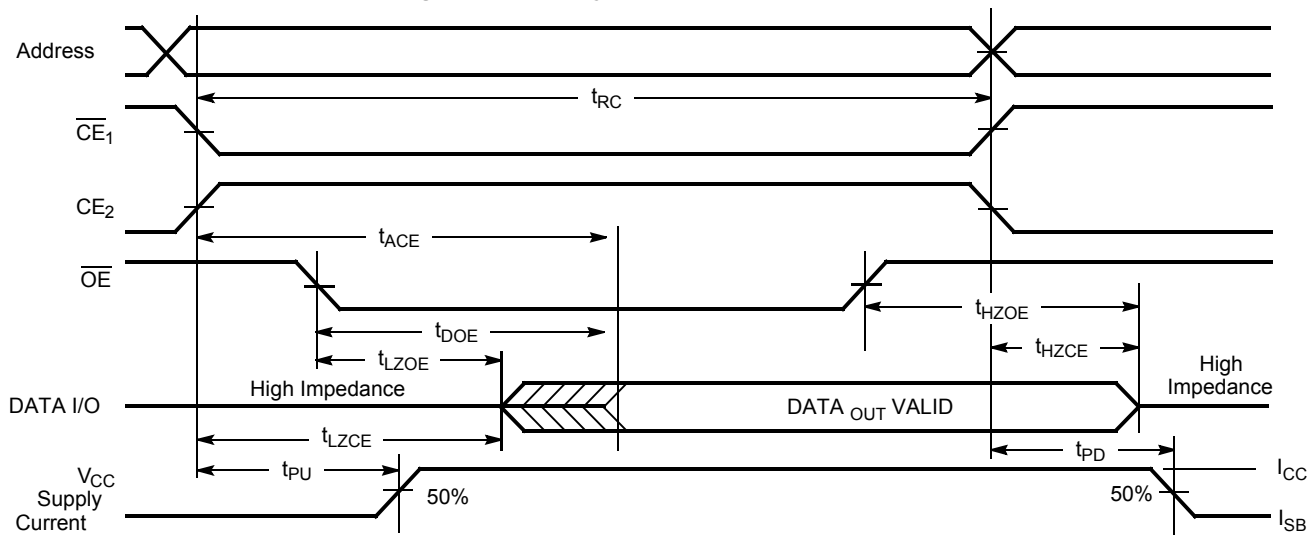 Address
tRC
CE1
CE2
tACE
OE
tHZOE
tDOE
tHZCE
tLZOE
High Impedance
High
Impedance
DATA I/O
DATA OUT VALID
tLZCE
tPD
tPU
VCC
Supply
Current
50%
50%
ICC
ISB